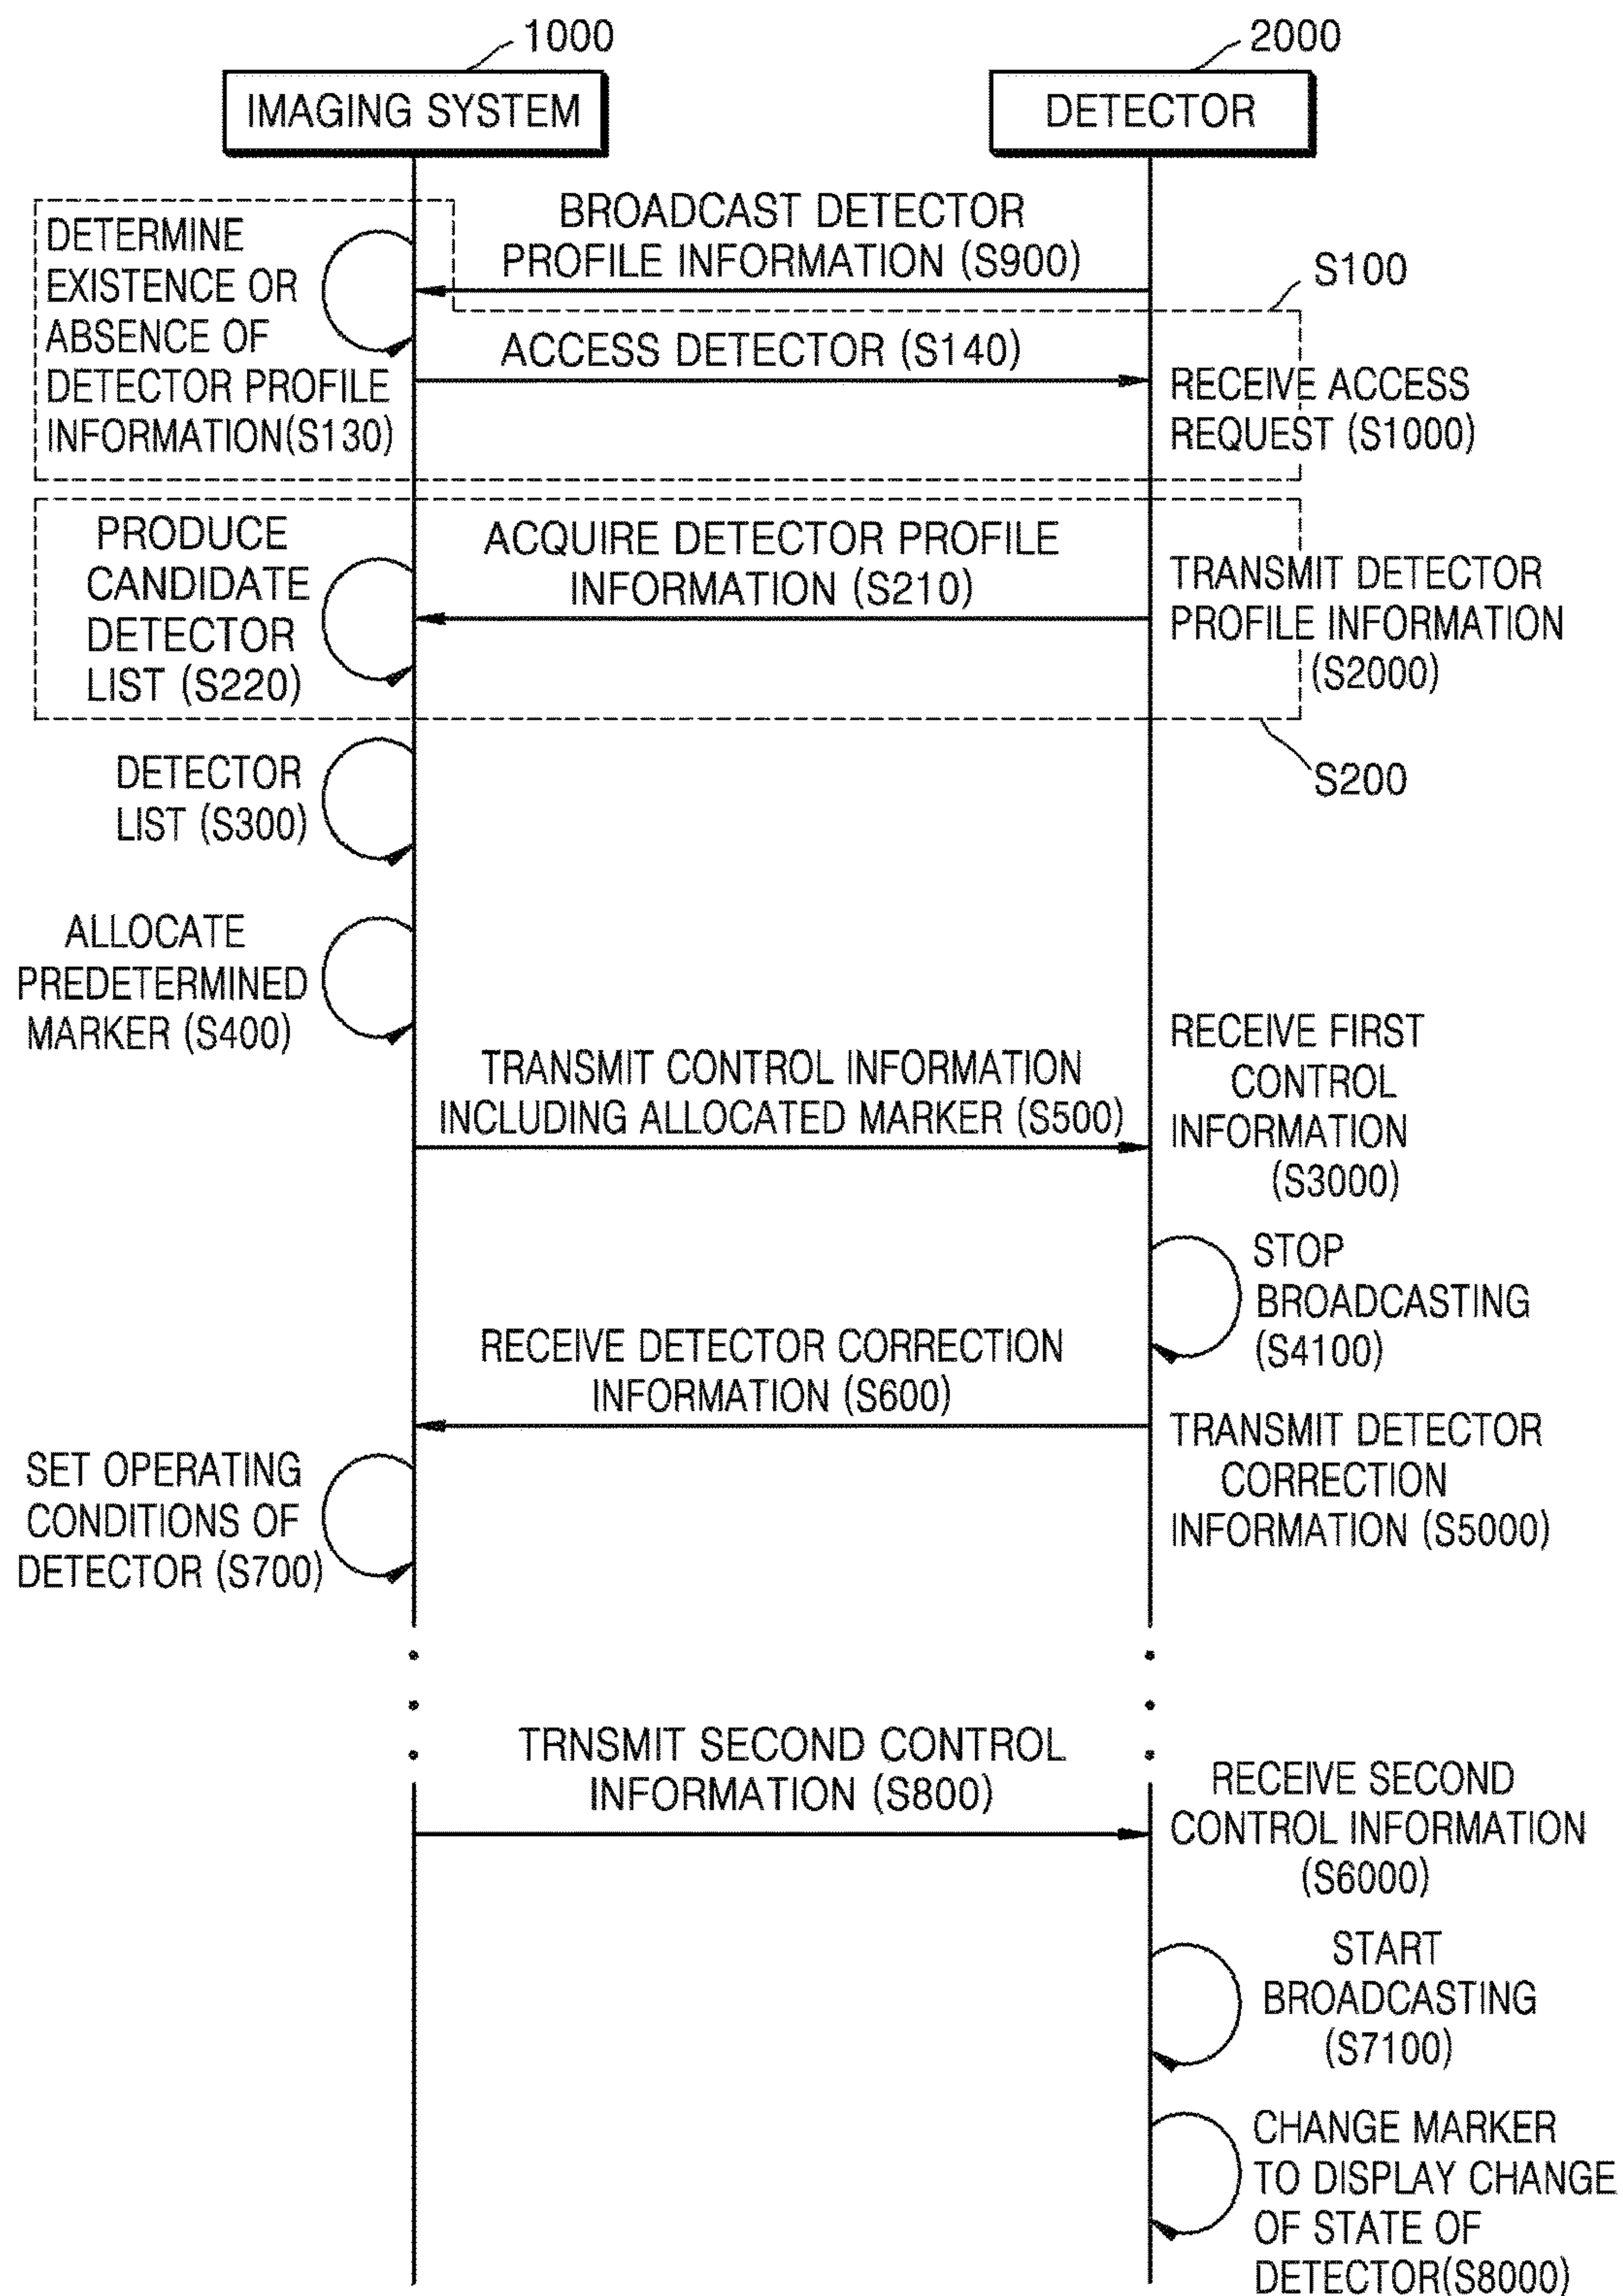 1000
2000
IMAGING SYSTEM
DETECTOR
BROADCAST DETECTOR
PROFILE INFORMATION (S900)
DETERMINE
EXISTENCE OR
ABSENCE OF
DETECTOR PROFILE
INFORMATION(S130)
S100
ACCESS DETECTOR (S140)
RECEIVE ACCESS
REQUEST (S1000)
PRODUCE
CANDIDATE
DETECTOR
LIST (S220)
ACQUIRE DETECTOR PROFILE
INFORMATION (S210)
TRANSMIT DETECTOR
PROFILE INFORMATION
(S2000)
S200
DETECTOR
LIST (S300)
ALLOCATE
PREDETERMINED
MARKER (S400)
TRANSMIT CONTROL INFORMATION
INCLUDING ALLOCATED MARKER (S500)
RECEIVE FIRST
CONTROL
INFORMATION
(S3000)
STOP
BROADCASTING
(S4100)
RECEIVE DETECTOR CORRECTION
INFORMATION (S600)
TRANSMIT DETECTOR
CORRECTION
INFORMATION (S5000)
SET OPERATING
CONDITIONS OF
DETECTOR (S700)
TRNSMIT SECOND CONTROL
INFORMATION (S800)
RECEIVE SECOND
CONTROL INFORMATION
(S6000)
START
BROADCASTING
(S7100)
CHANGE MARKER
TO DISPLAY CHANGE
OF STATE OF
DETECTOR(S8000)